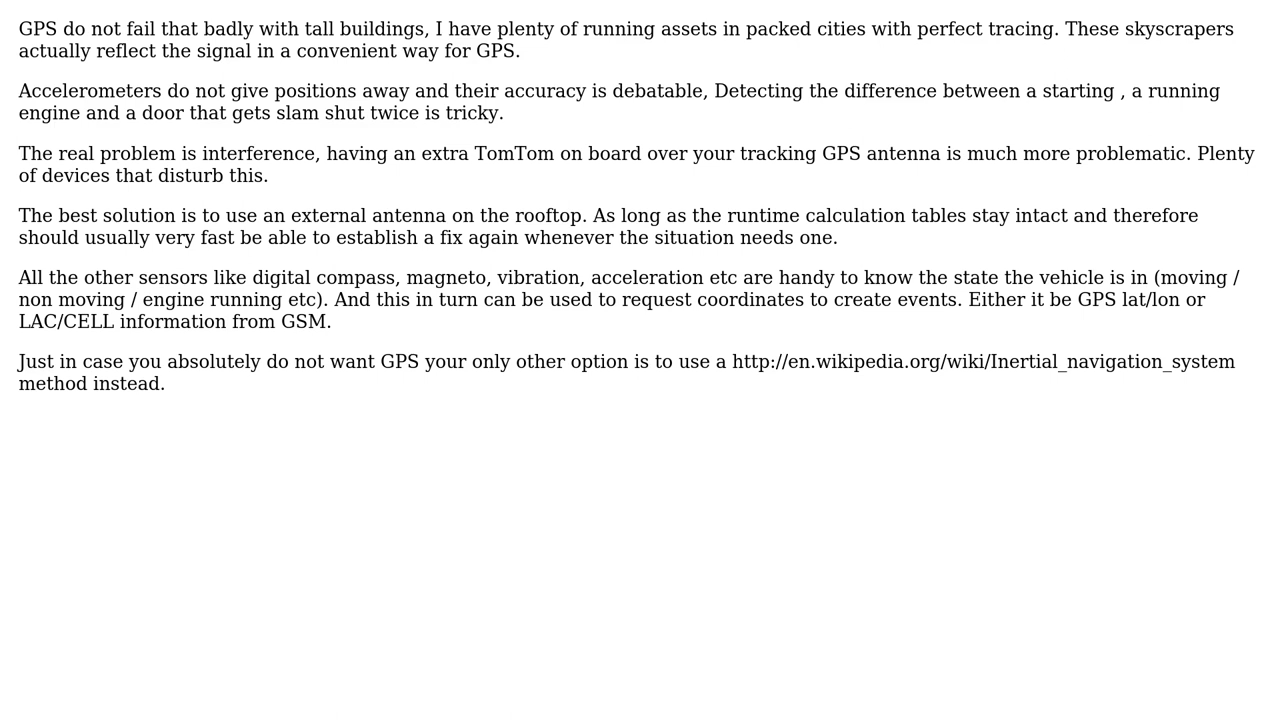 GPS do not fail that badly with tall buildings, I have plenty of running assets in packed cities with perfect tracing. These skyscrapers
actually reflect the signal in a convenient way for GPS.
Accelerometers do not give positions away and their accuracy is debatable, Detecting the difference between a starting , a running
engine and a door that gets slam shut twice is tricky.
The real problem is interference, having an extra TomTom on board over your tracking GPS antenna is much more problematic. Plenty
of devices that disturb this.
The best solution is to use an external antenna on the rooftop. As long as the runtime calculation tables stay intact and therefore
should usually very fast be able to establish a fix again whenever the situation needs one.
All the other sensors like digital compass, magneto, vibration, acceleration etc are handy to know the state the vehicle is in (moving /
non moving / engine running etc). And this in turn can be used to request coordinates to create events. Either it be GPS lat/lon or
LAC/CELL information from GSM.
Just in case you absolutely do not want GPS your only other option is to use a http://en.wikipedia.org/wiki/Inertial_navigation_system
method instead.